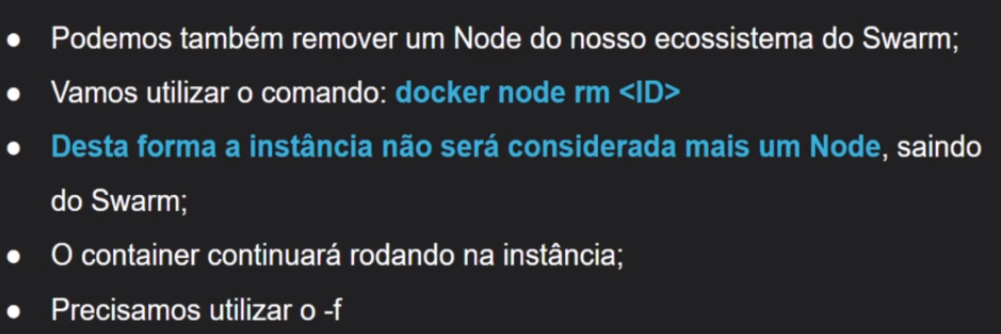 ● Podemos também remover um Node do nosso ecossistema do Swarm;
● Vamos utilizar o comando: docker node rm <ID>
● Desta forma a instância não será considerada mais um Node, saindo
do Swarm;
● O container continuará rodando na instância;
● Precisamos utilizar o -f